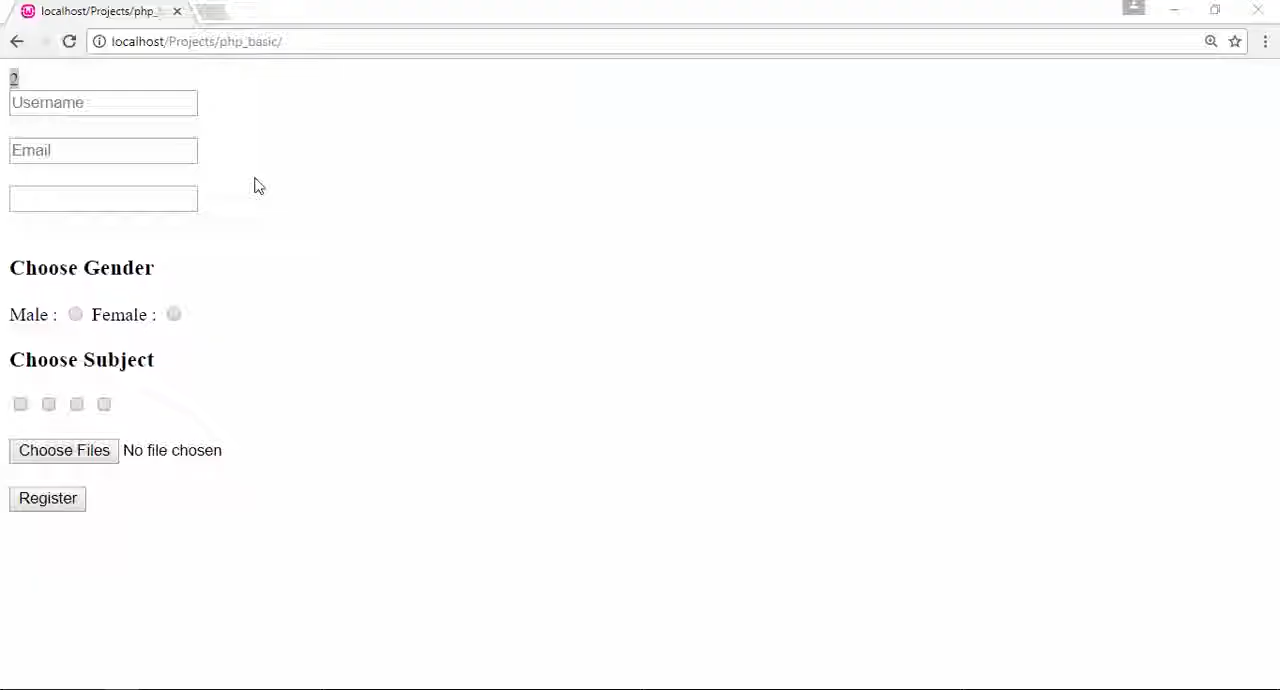 localhost/Projects/php_
localhost/Projects/php_basic/
2
Username
Email
Choose Gender
Male : Female :
Choose Subject
Choose Files No file chosen
Register